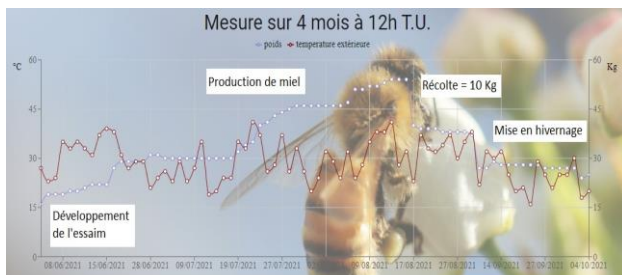 Mesure sur 4 mois à 12h T.U.
poids temperature extérieure
°C
Kg
60
60
Production de miel
Récolte = 10 Kg
45
45
Mise en hivernage
30
30
Développement
de l'essaim
15
15
0
0
08/06/2021 15/06/2021 28/06/2021 09/07/2021 19/07/2021 27/07/2021 09/08/2021 17/08/2021 27/08/2021 14/09/2021 27/09/2021 04/10/2021